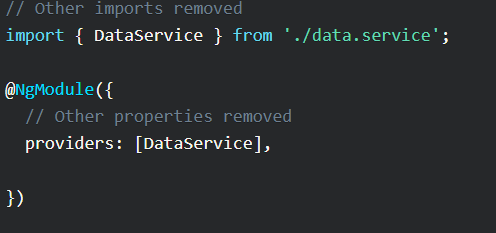 // Other imports removed
import { DataService } from './data.service';
@NgModule({
// Other properties removed
providers: [DataService],
})